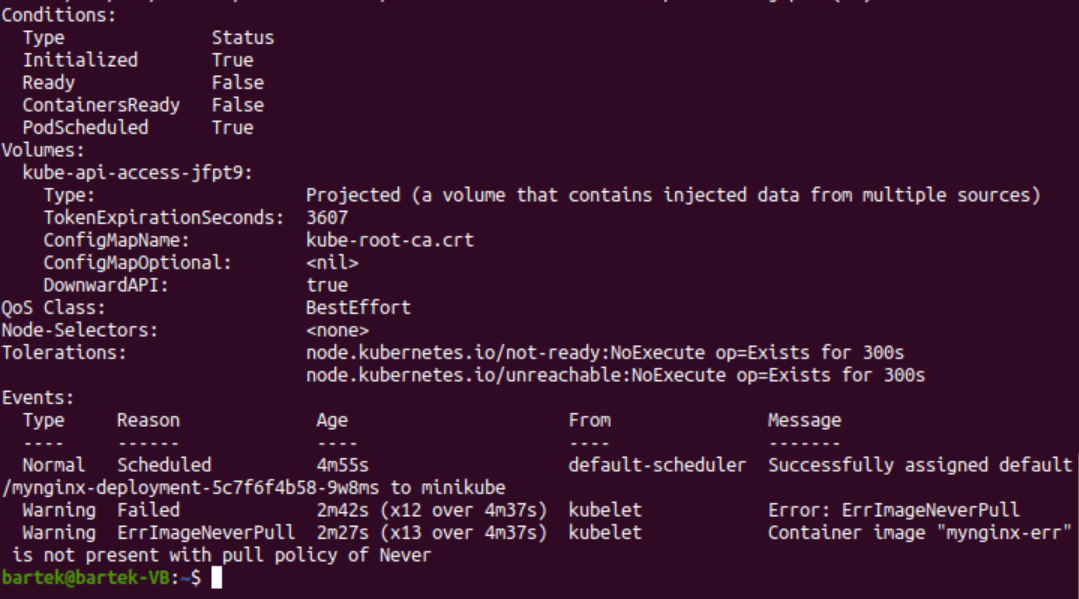 Conditions:
Type Status
Initialized True
Ready False
ContainersReady False
PodScheduled True
Volumes:
kube-api-access-jfpt9:
Type: Projected (a volume that contains injected data from multiple sources)
TokenExpirationSeconds: 3607
ConfigMapName: kube-root-ca.crt
ConfigMapOptional: <nil>
DownwardAPI: true
QoS Class: BestEffort
Node-Selectors: <none>
Tolerations: node.kubernetes.io/not-ready:NoExecute op=Exists for 300s
node.kubernetes.io/unreachable:NoExecute op=Exists for 300s
Events:
Type Reason Age From Message
---- ------ ---- ---- -------
Normal Scheduled 4m55s default-scheduler Successfully assigned default
/mynginx-deployment-5c7f6f4b58-9w8ms to minikube
Warning Failed 2m42s (x12 over 4m37s) kubelet Error: ErrImageNeverPull
Warning ErrImageNeverPull 2m27s (x13 over 4m37s) kubelet Container image "mynginx-err"
is not present with pull policy of Never
bartek@bartek-VB:~$